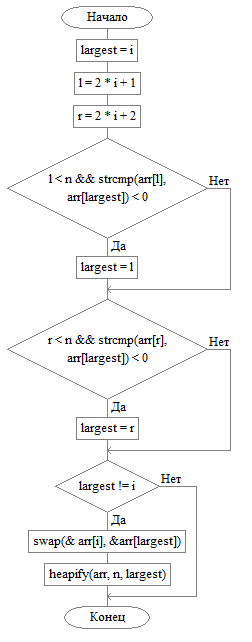 Начало
largest = i
l = 2 * i + 1
r = 2 * i + 2
l < n && strcmp(arr[l],
arr[largest]) < 0
Нет
Да
largest = l
r < n && strcmp(arr[r],
arr[largest]) < 0
Нет
Да
largest = r
largest != i
Нет
Да
swap(& arr[i], &arr[largest])
heapify(arr, n, largest)
Конец